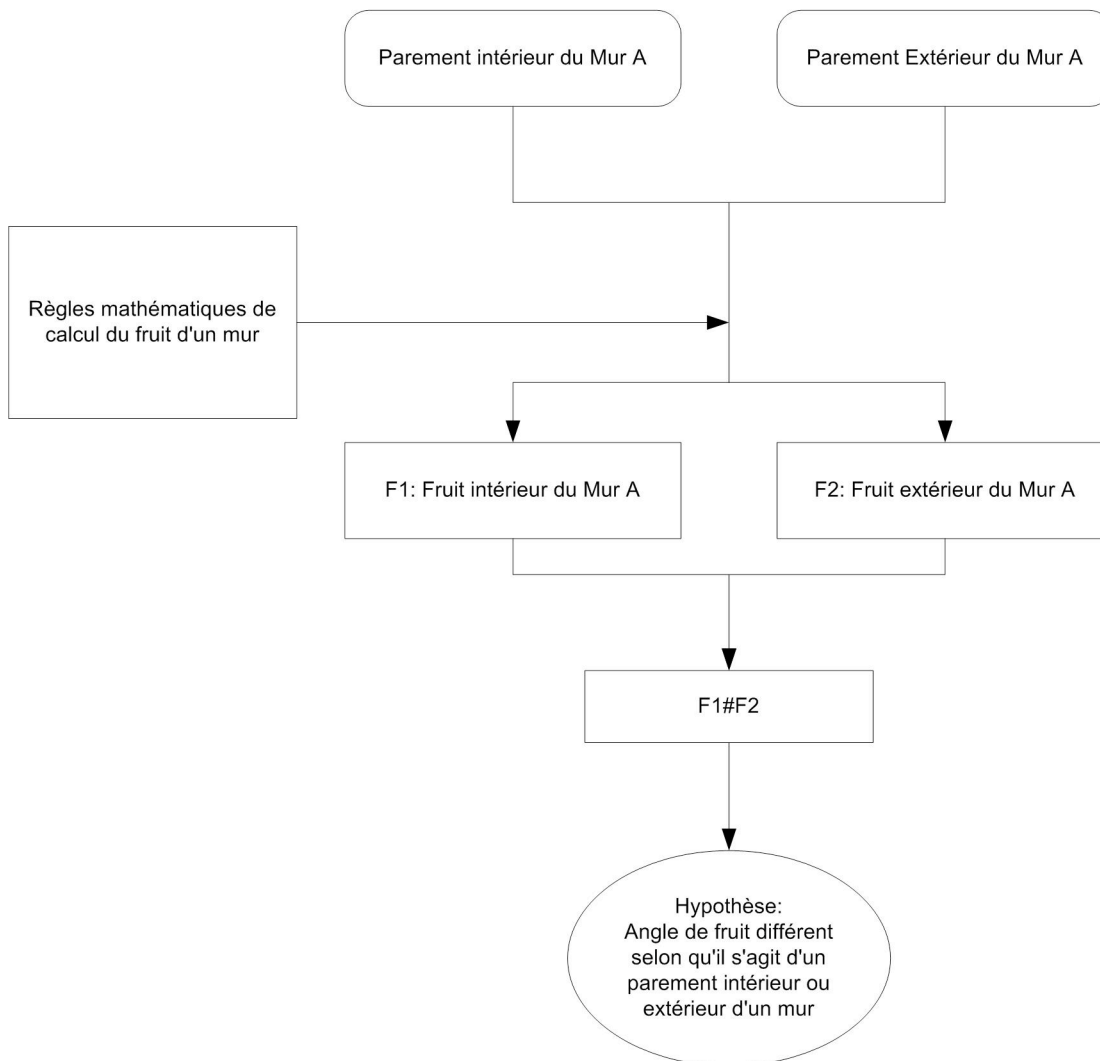 Parement intérieur du Mur A
Parement Extérieur du Mur A
Règles mathématiques de
calcul du fruit d'un mur
F1: Fruit intérieur du Mur A
F2: Fruit extérieur du Mur A
F1#F2
Hypothèse:
Angle de fruit différent
selon qu'il s'agit d'un
parement intérieur ou
extérieur d'un mur